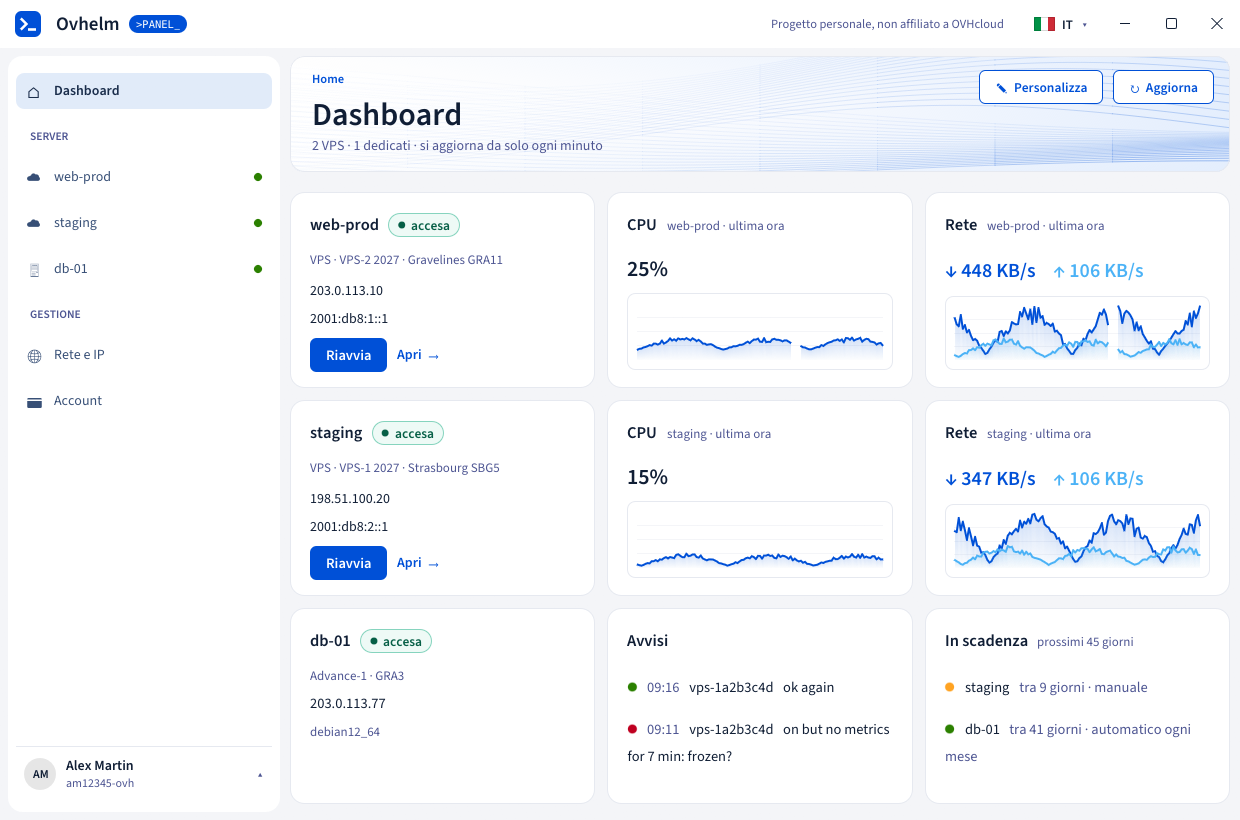 Ovhelm >PANEL_
Progetto personale, non affiliato a OVHcloud
IT
Dashboard
SERVER
web-prod
staging
db-01
GESTIONE
Rete e IP
Account
AM
Alex Martin
am12345-ovh
Home
Dashboard
2 VPS · 1 dedicati · si aggiorna da solo ogni minuto
Personalizza
Aggiorna
web-prod accesa
VPS · VPS-2 2027 · Gravelines GRA11
203.0.113.10
2001:db8:1::1
Riavvia Apri →
CPU web-prod · ultima ora
25%
Rete web-prod · ultima ora
↓ 448 KB/s ↑ 106 KB/s
staging accesa
VPS · VPS-1 2027 · Strasbourg SBG5
198.51.100.20
2001:db8:2::1
Riavvia Apri →
CPU staging · ultima ora
15%
Rete staging · ultima ora
↓ 347 KB/s ↑ 106 KB/s
db-01 accesa
Advance-1 · GRA3
203.0.113.77
debian12_64
Avvisi
09:16 vps-1a2b3c4d ok again
09:11 vps-1a2b3c4d on but no metrics
for 7 min: frozen?
In scadenza prossimi 45 giorni
staging tra 9 giorni · manuale
db-01 tra 41 giorni · automatico ogni
mese